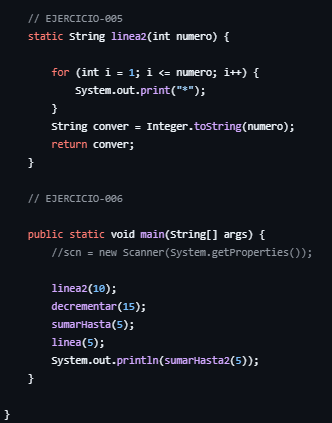 // EJERCICIO-005
static String linea2(int numero) {
for (int i = 1; i <= numero; i++) {
System.out.print("*");
}
String conver = Integer.toString(numero);
return conver;
}
// EJERCICIO-006
public static void main(String[] args) {
//scn = new Scanner(System.getProperties());
linea2(10);
decrementar(15);
sumarHasta(5);
linea(5);
System.out.println(sumarHasta2(5));
}
}